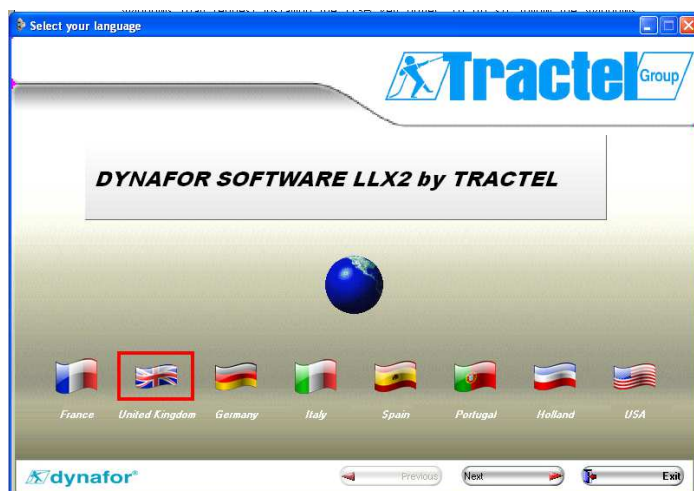 Select your language
Tractel Group
DYNAFOR SOFTWARE LLX2 by TRACTEL
France United Kingdom Germany Italy Spain Portugal Holland USA
dynafor® Previous Next Exit